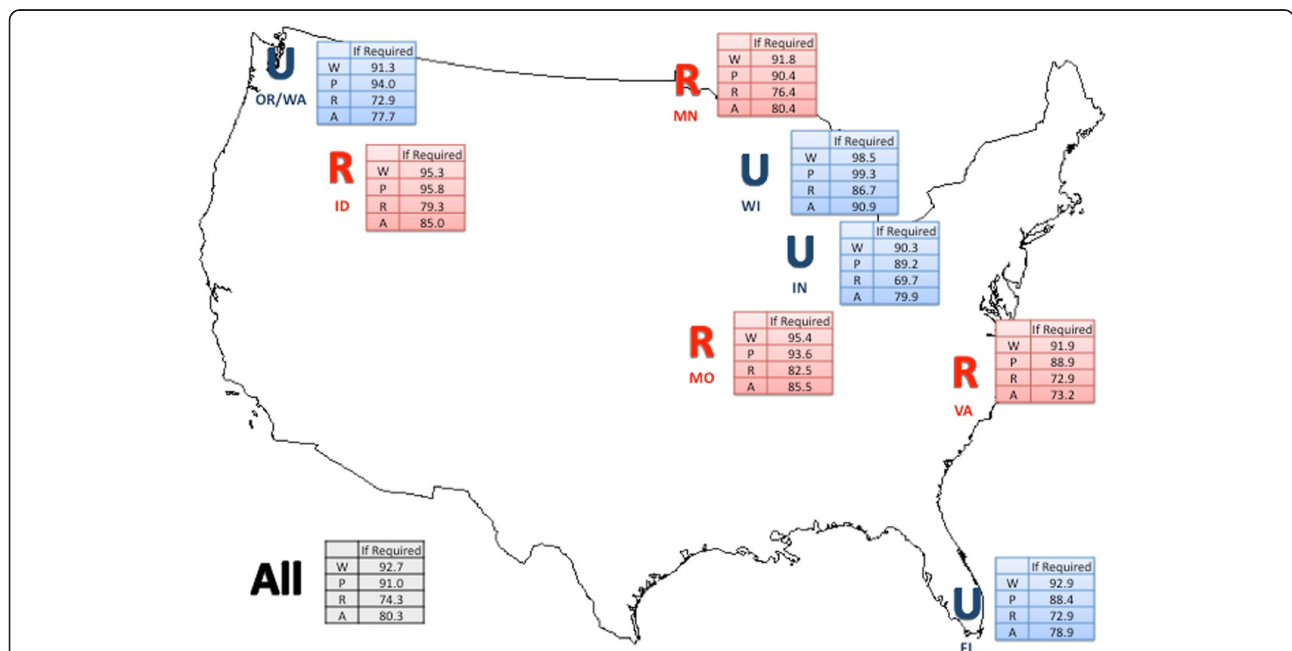 U
OR/WA
If Required
W 91.3
P 94.0
R 72.9
A 77.7
R
MN
If Required
W 91.8
P 90.4
R 76.4
A 80.4
R
ID
If Required
W 95.3
P 95.8
R 79.3
A 85.0
U
WI
If Required
W 98.5
P 99.3
R 86.7
A 90.9
U
IN
If Required
W 90.3
P 89.2
R 69.7
A 79.9
R
MO
If Required
W 95.4
P 93.6
R 82.5
A 85.5
R
VA
If Required
W 91.9
P 88.9
R 72.9
A 73.2
All
If Required
W 92.7
P 91.0
R 74.3
A 80.3
U
FL
If Required
W 92.9
P 88.4
R 72.9
A 78.9